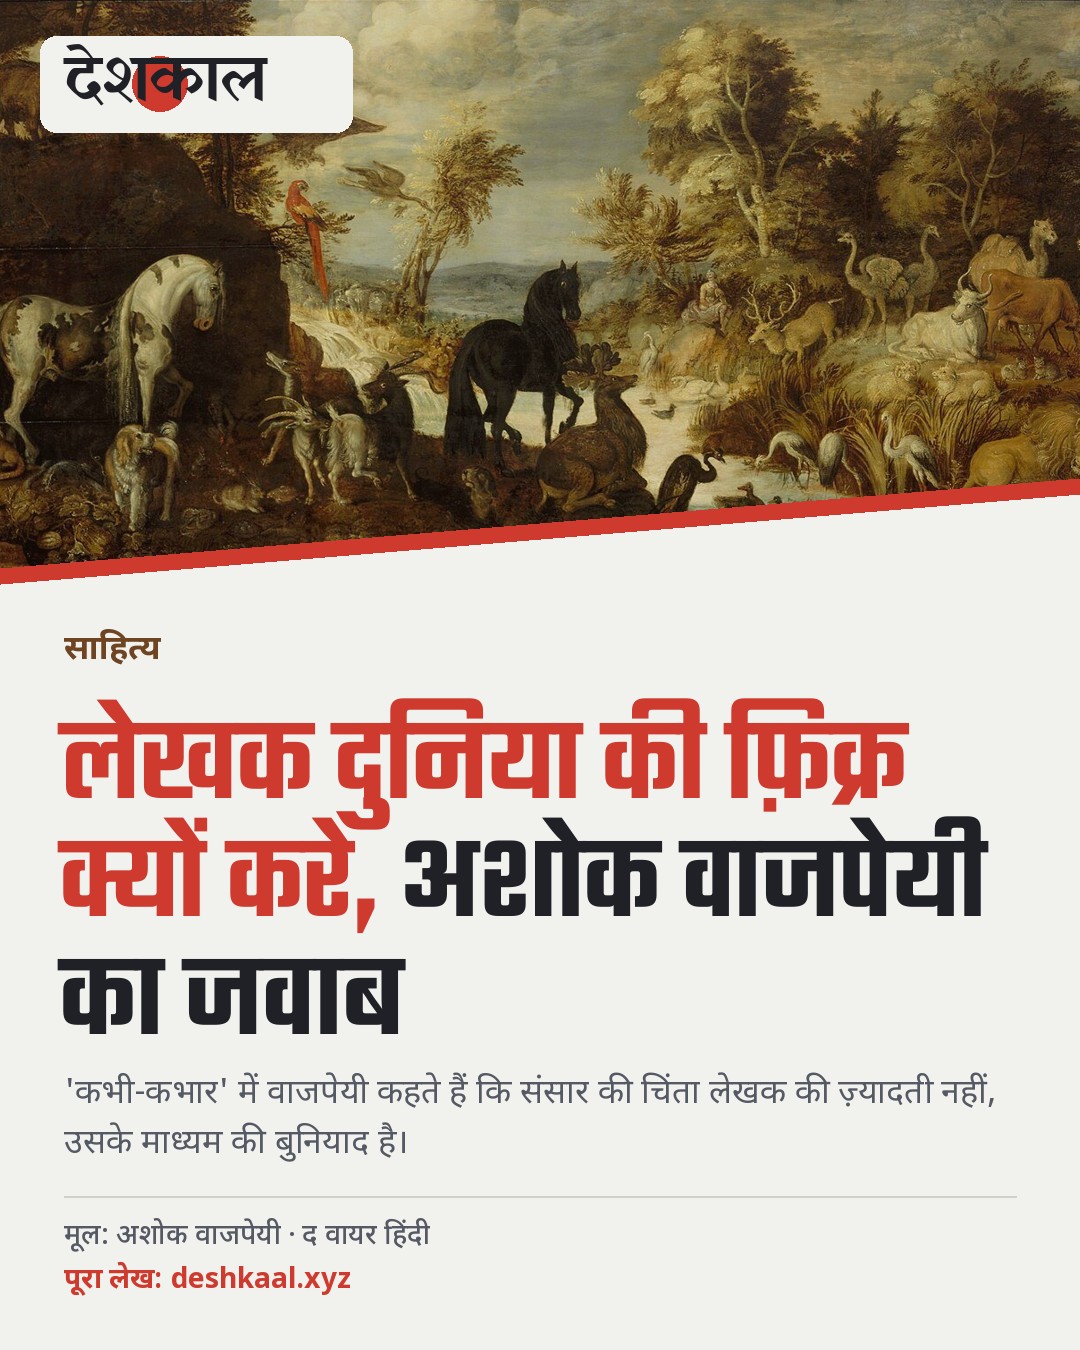 देशकाल
साहित्य
लेखक दुनिया की फ़िक्र
क्यों करे, अशोक वाजपेयी
का जवाब
'कभी-कभार' में वाजपेयी कहते हैं कि संसार की चिंता लेखक की ज़्यादती नहीं,
उसके माध्यम की बुनियाद है।
मूल: अशोक वाजपेयी · द वायर हिंदी
पूरा लेख: deshkaal.xyz